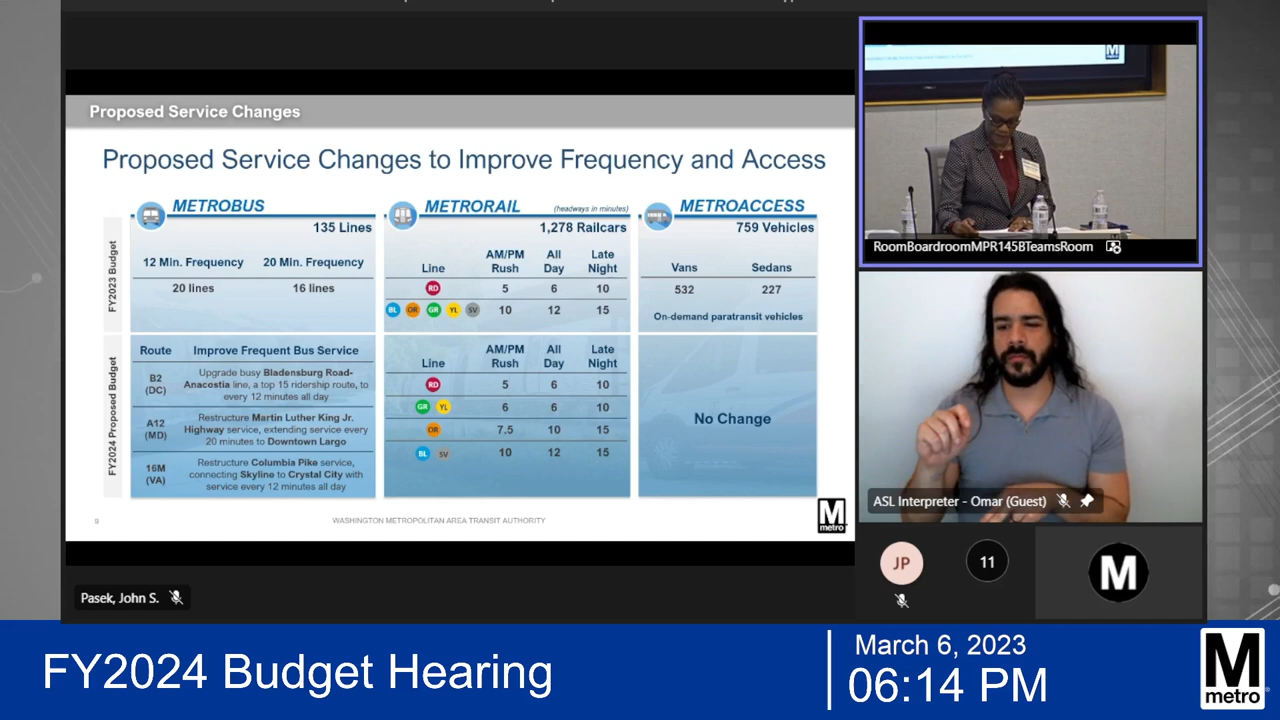 Proposed Service Changes
Proposed Service Changes to Improve Frequency and Access
FY2023 Budget
METROBUS
135 Lines
12 Min. Frequency 20 Min. Frequency
20 lines 16 lines
METRORAIL (headways in minutes)
1,278 Railcars
Line AM/PM Rush All Day Late Night
RD 5 6 10
BL OR GR YL SV 10 12 15
METROACCESS
759 Vehicles
Vans Sedans
532 227
On-demand paratransit vehicles
FY2024 Proposed Budget
Route Improve Frequent Bus Service
B2 (DC) Upgrade busy Bladensburg Road-
Anacostia line, a top 15 ridership route, to
every 12 minutes all day
A12 (MD) Restructure Martin Luther King Jr.
Highway service, extending service every
20 minutes to Downtown Largo
16M (VA) Restructure Columbia Pike service,
connecting Skyline to Crystal City with
service every 12 minutes all day
Line AM/PM Rush All Day Late Night
RD 5 6 10
GR YL 6 6 10
OR 7.5 10 15
BL SV 10 12 15
No Change
9
WASHINGTON METROPOLITAN AREA TRANSIT AUTHORITY
M
metro
Pasek, John S.
M
RoomBoardroomMPR145BTeamsRoom
ASL Interpreter - Omar (Guest)
JP
11
M
FY2024 Budget Hearing
March 6, 2023
06:14 PM
M
metro